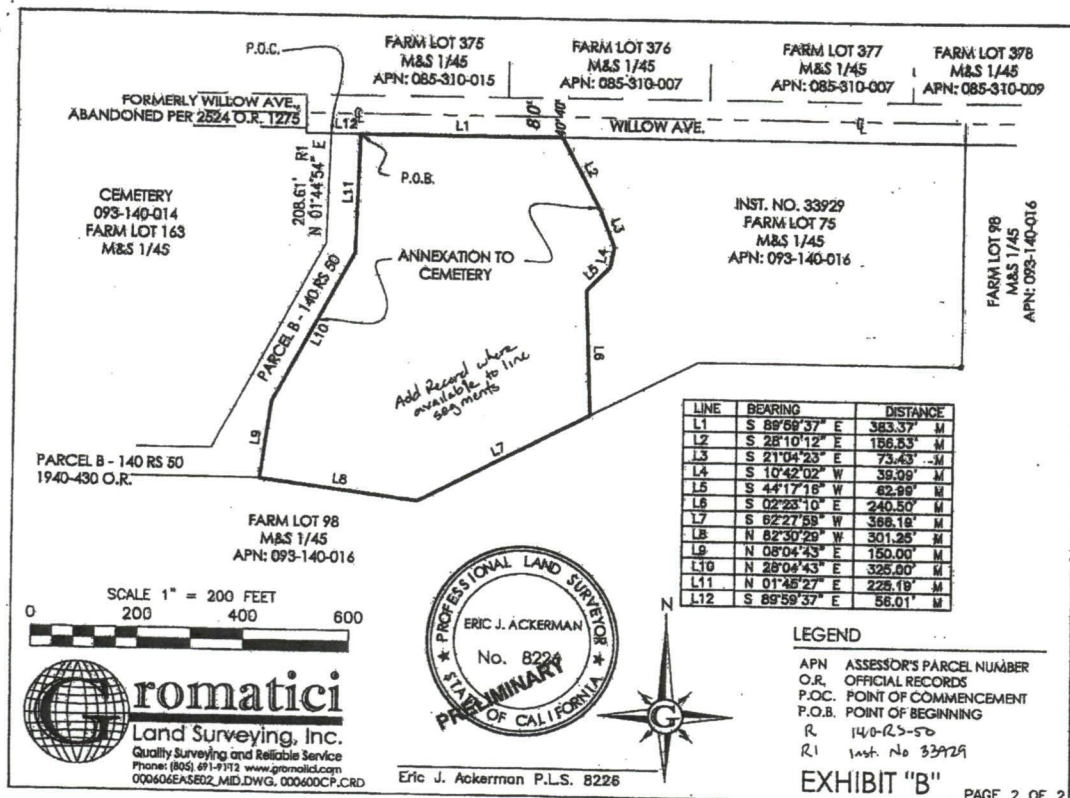 P.O.C.
FARM LOT 375
M&S 1/45
APN: 085-310-015
FARM LOT 376
M&S 1/45
APN: 085-310-007
FARM LOT 377
M&S 1/45
APN: 085-310-007
FARM LOT 378
M&S 1/45
APN: 085-310-009
FORMERLY WILLOW AVE.
ABANDONED PER 2524 O.R. 1275
L12
L1
80'
40' 40'
WILLOW AVE.
208.61' R1
N 01°44'54" E
L11
P.O.B.
L2
L3
L4
L5
CEMETERY
093-140-014
FARM LOT 163
M&S 1/45
ANNEXATION TO
CEMETERY
INST. NO. 33929
FARM LOT 75
M&S 1/45
APN: 093-140-016
FARM LOT 98
M&S 1/45
APN: 093-140-016
PARCEL B - 140 RS 50
L10
L6
Add Record where
available to line
segments
L9
L7
L8
PARCEL B - 140 RS 50
1940-430 O.R.
FARM LOT 98
M&S 1/45
APN: 093-140-016
LINE BEARING DISTANCE
L1 S 89°59'37" E 383.37' M
L2 S 28°10'12" E 156.53' M
L3 S 21°04'23" E 73.43' M
L4 S 10°42'02" W 39.09' M
L5 S 44°17'16" W 62.99' M
L6 S 02°23'10" E 240.50' M
L7 S 62°27'59" W 368.19' M
L8 N 82°30'29" W 301.25' M
L9 N 08°04'43" E 150.00' M
L10 N 28°04'43" E 325.00' M
L11 N 01°45'27" E 225.19' M
L12 S 89°59'37" E 56.01' M
SCALE 1" = 200 FEET
0 200 400 600
PROFESSIONAL LAND SURVEYOR
ERIC J. ACKERMAN
No.
PRELIMINARY
STATE OF CALIFORNIA
N
G
LEGEND
APN ASSESSOR'S PARCEL NUMBER
O.R. OFFICIAL RECORDS
P.O.C. POINT OF COMMENCEMENT
P.O.B. POINT OF BEGINNING
R 140-RS-50
R1 Inst. No 33929
Gromatici
Land Surveying, Inc.
Quality Surveying and Reliable Service
Phone: (805) 691-9112 www.gromatici.com
000606EASE02_MID.DWG, 000600CP.CRD
Eric J. Ackerman P.L.S. 8226
EXHIBIT "B"
PAGE 2 OF 2